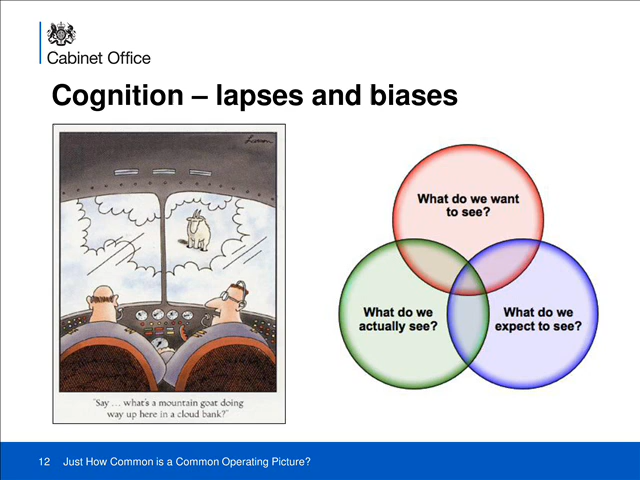 Cabinet Office
Cognition – lapses and biases
Larson
"Say ... what's a mountain goat doing
way up here in a cloud bank?"
What do we want
to see?
What do we
actually see?
What do we
expect to see?
12 Just How Common is a Common Operating Picture?